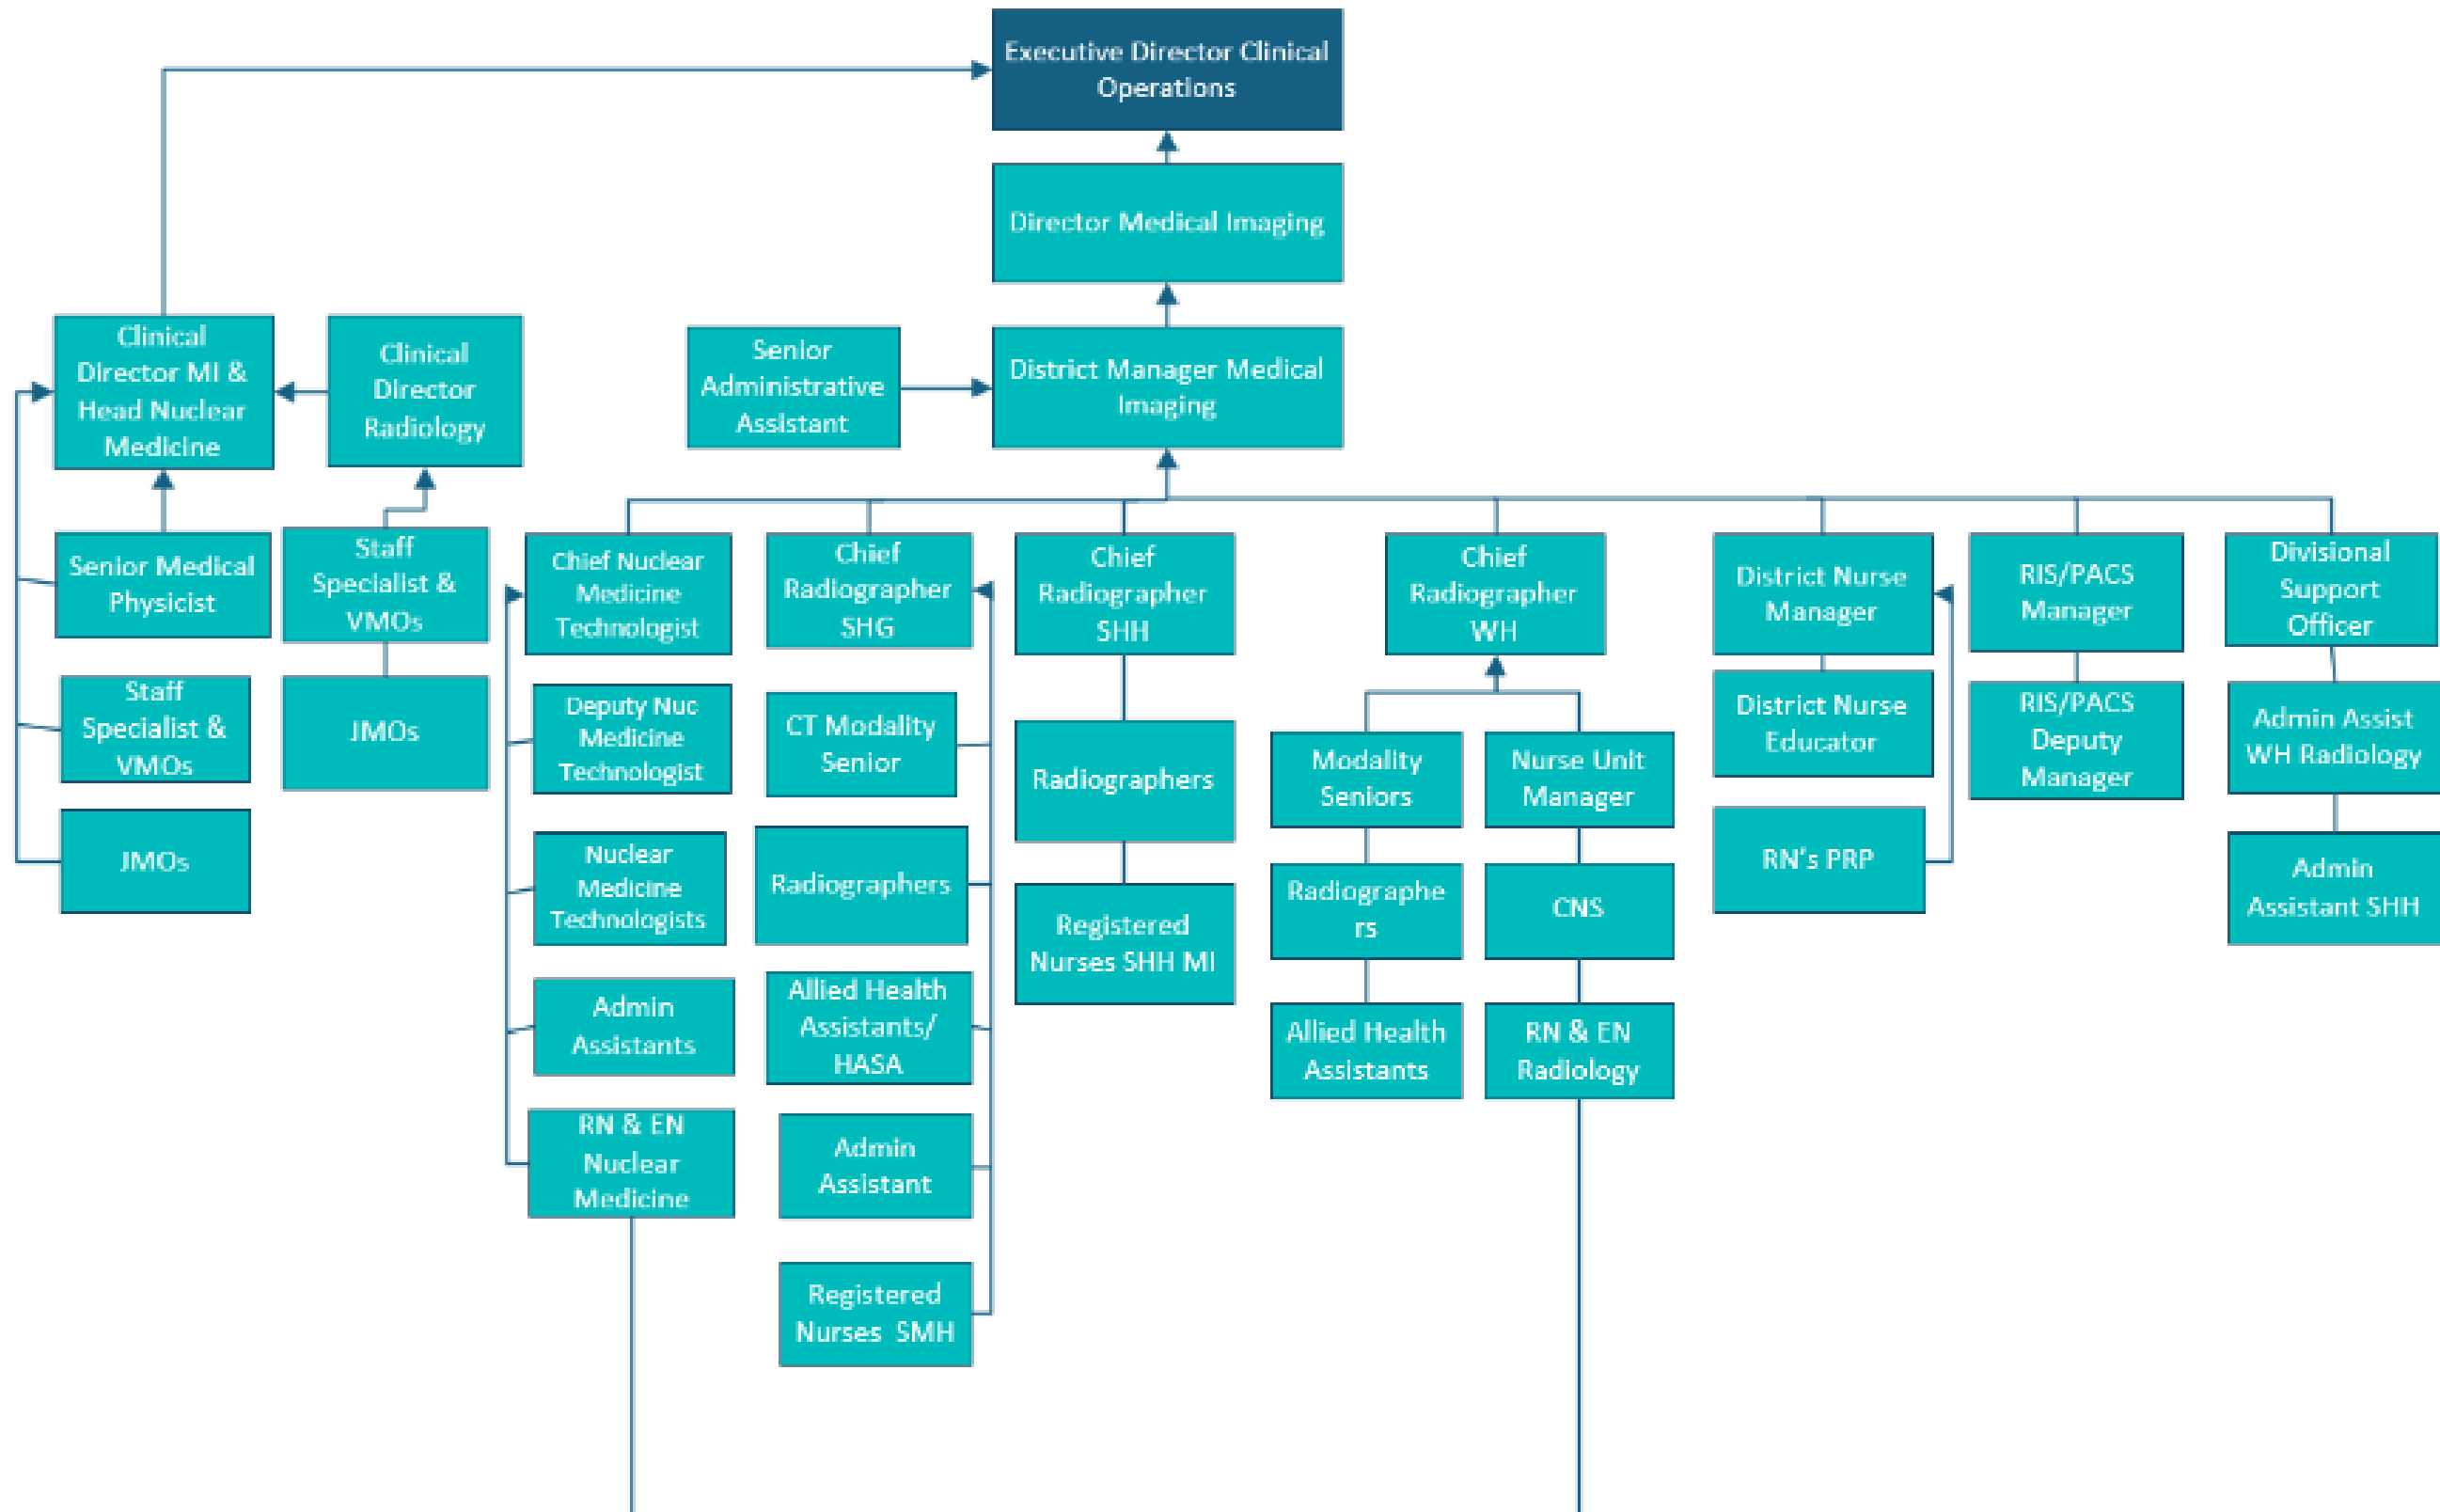 Executive Director Clinical
Operations
Director Medical Imaging
Clinical
Director MI &
Head Nuclear
Medicine
Clinical
Director
Radiology
Senior
Administrative
Assistant
District Manager Medical
Imaging
Senior Medical
Physicist
Staff
Specialist &
VMOs
JMOs
Staff
Specialist &
VMOs
JMOs
Chief Nuclear
Medicine
Technologist
Deputy Nuc
Medicine
Technologist
Nuclear
Medicine
Technologists
Admin
Assistants
RN & EN
Nuclear
Medicine
Chief
Radiographer
SHG
CT Modality
Senior
Radiographers
Allied Health
Assistants/
HASA
Admin
Assistant
Registered
Nurses SMH
Chief
Radiographer
SHH
Radiographers
Registered
Nurses SHH MI
Chief
Radiographer
WH
Modality
Seniors
Radiographe
rs
Allied Health
Assistants
Nurse Unit
Manager
CNS
RN & EN
Radiology
District Nurse
Manager
District Nurse
Educator
RN's PRP
RIS/PACS
Manager
RIS/PACS
Deputy
Manager
Divisional
Support
Officer
Admin Assist
WH Radiology
Admin
Assistant SHH